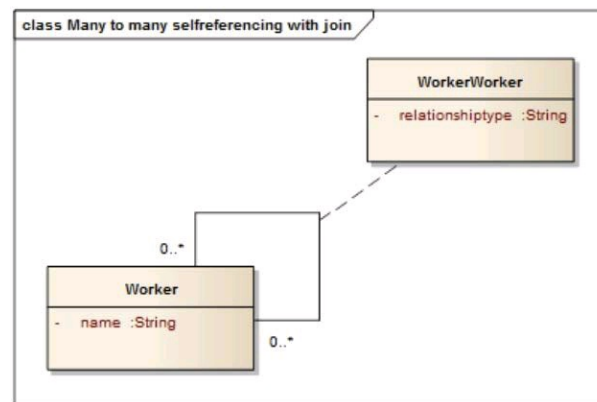 class Many to many selfreferencing with join
WorkerWorker
- relationshiptype :String
0..*
Worker
- name :String
0..*